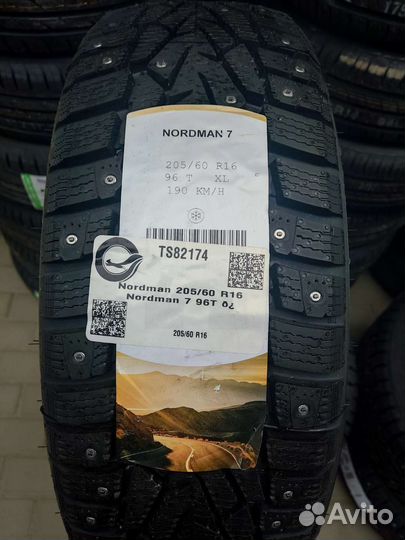 NORDMAN 7
205/60 R16
96 T XL
190 KM/H
TS82174
Nordman 205/60 R16
Nordman 7 96T ò¿
205/60 R16
Avito